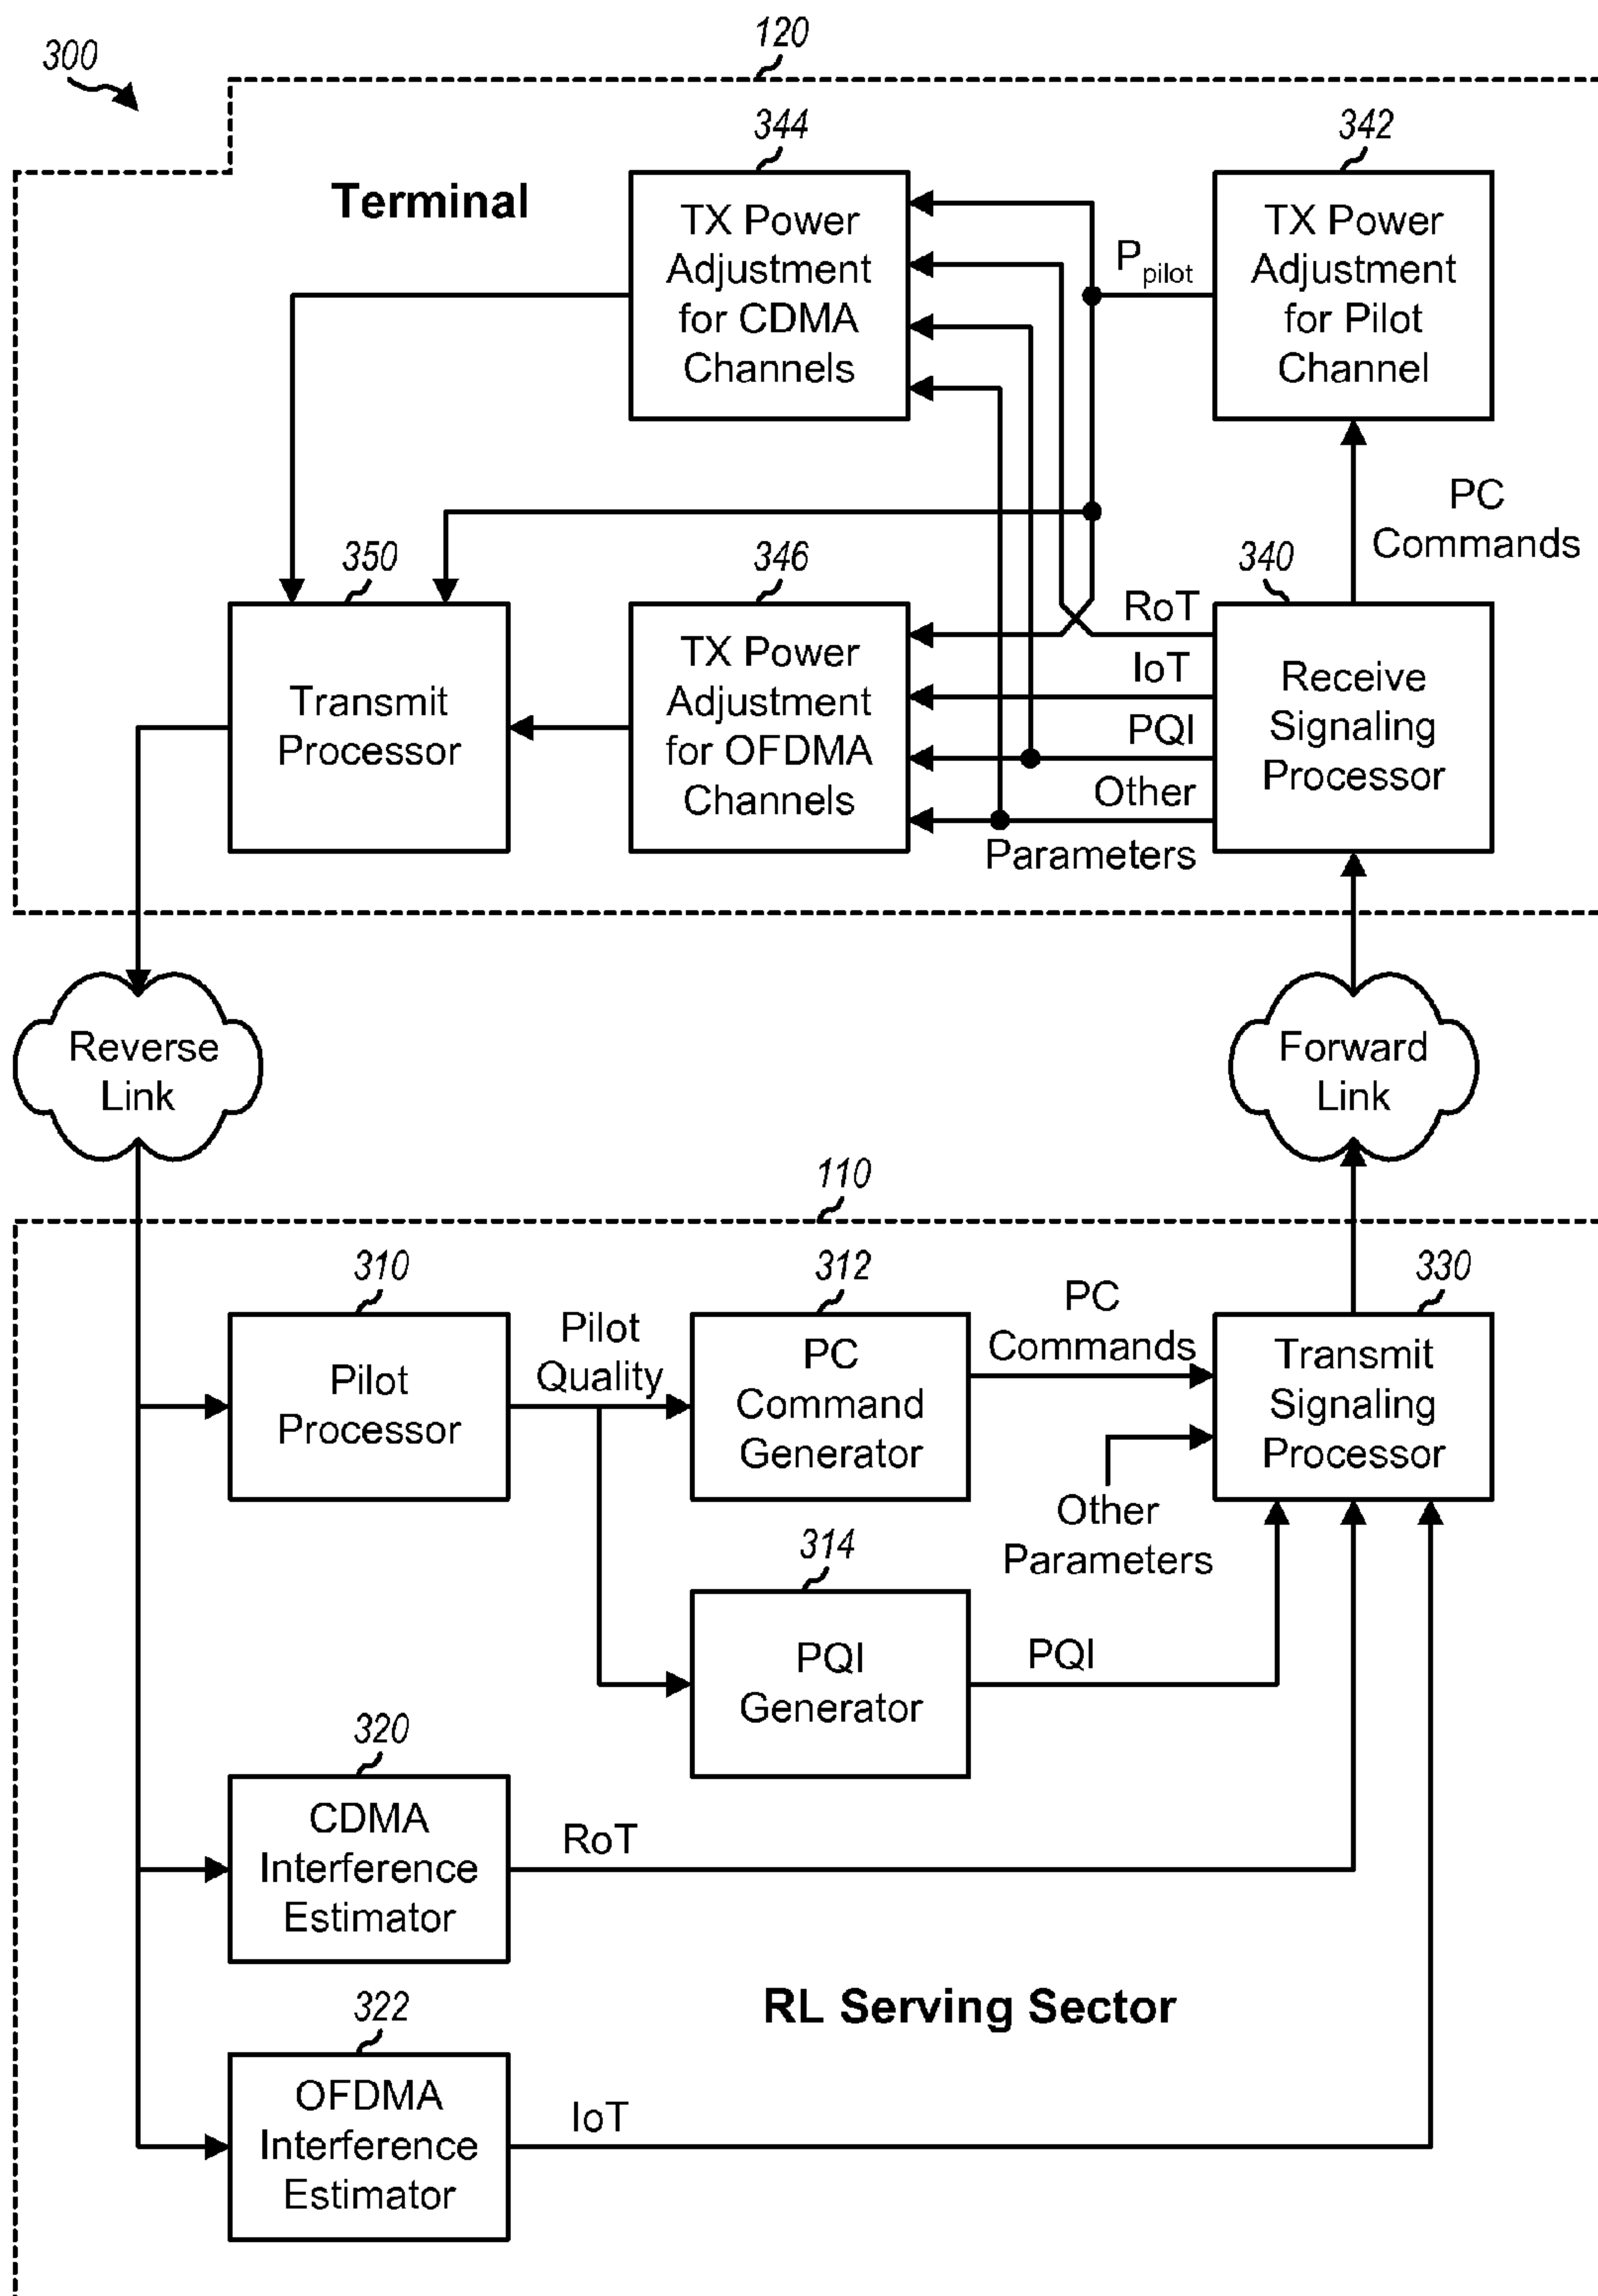 300
120
344
342
Terminal
TX Power
Adjustment
for CDMA
Channels
P pilot
TX Power
Adjustment
for Pilot
Channel
PC
Commands
350
346
340
Transmit
Processor
TX Power
Adjustment
for OFDMA
Channels
RoT
IoT
PQI
Other
Parameters
Receive
Signaling
Processor
Reverse
Link
Forward
Link
110
310
312
330
Pilot
Processor
Pilot
Quality
PC
Command
Generator
PC
Commands
Transmit
Signaling
Processor
Other
Parameters
314
PQI
Generator
PQI
320
CDMA
Interference
Estimator
RoT
RL Serving Sector
322
OFDMA
Interference
Estimator
IoT